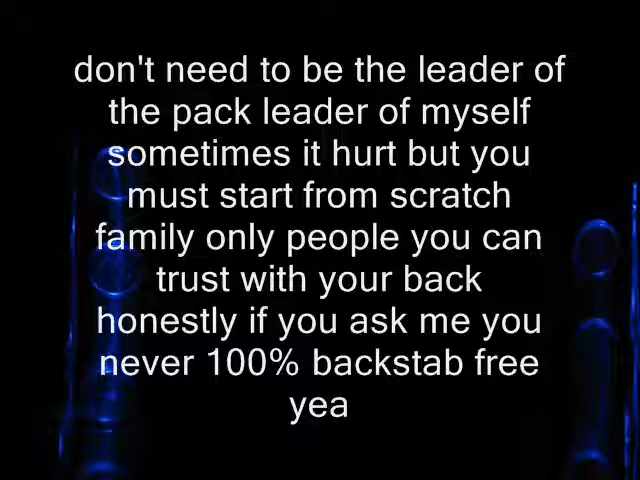 don't need to be the leader of
the pack leader of myself
sometimes it hurt but you
must start from scratch
family only people you can
trust with your back
honestly if you ask me you
never 100% backstab free
yea